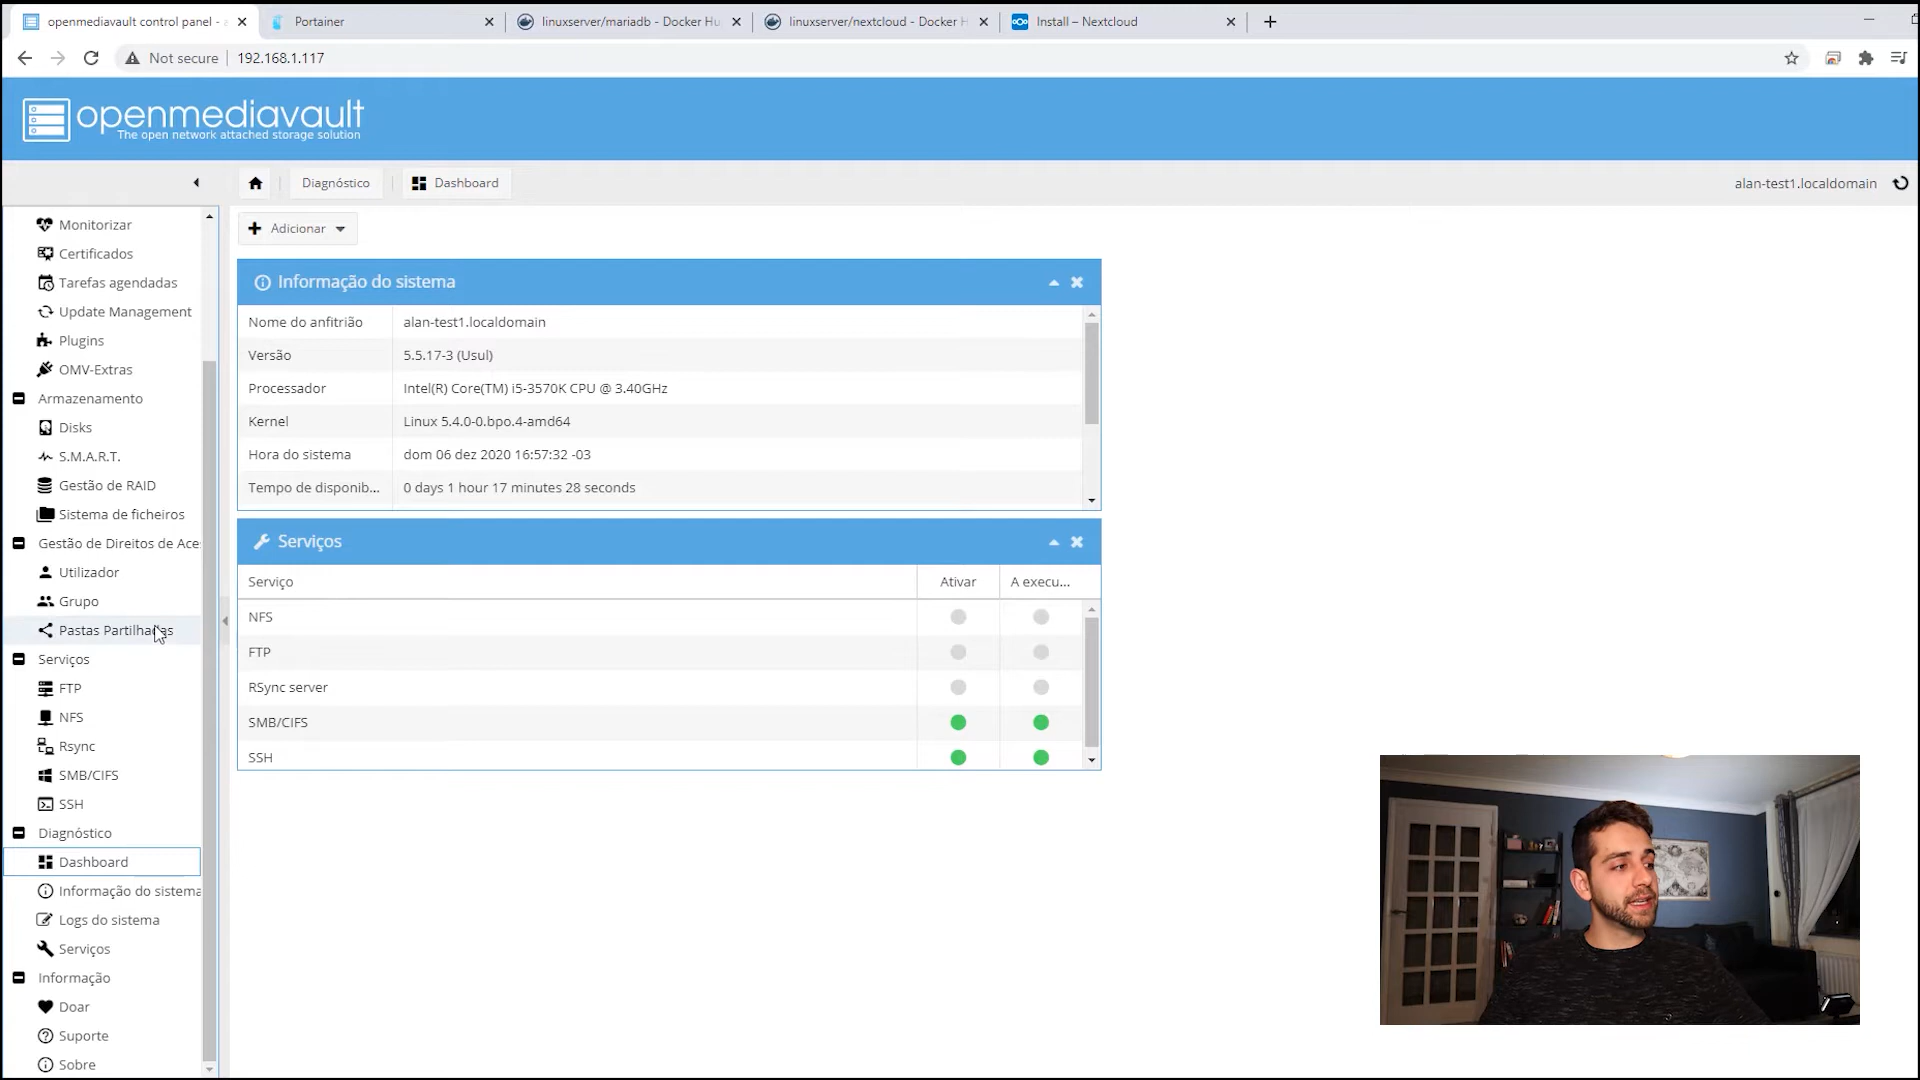 openmediavault control panel - a
Portainer
linuxserver/mariadb - Docker Hu
linuxserver/nextcloud - Docker H
Install – Nextcloud
Not secure
192.168.1.117
openmediavault
The open network attached storage solution
Diagnóstico
Dashboard
alan-test1.localdomain
Monitorizar
Certificados
Tarefas agendadas
Update Management
Plugins
OMV-Extras
Armazenamento
Disks
S.M.A.R.T.
Gestão de RAID
Sistema de ficheiros
Gestão de Direitos de Ace
Utilizador
Grupo
Pastas Partilhadas
Serviços
FTP
NFS
Rsync
SMB/CIFS
SSH
Diagnóstico
Dashboard
Informação do sistema
Logs do sistema
Serviços
Informação
Doar
Suporte
Sobre
Adicionar
Informação do sistema
Nome do anfitrião alan-test1.localdomain
Versão 5.5.17-3 (Usul)
Processador Intel(R) Core(TM) i5-3570K CPU @ 3.40GHz
Kernel Linux 5.4.0-0.bpo.4-amd64
Hora do sistema dom 06 dez 2020 16:57:32 -03
Tempo de disponib... 0 days 1 hour 17 minutes 28 seconds
Serviços
Serviço Ativar A execu...
NFS
FTP
RSync server
SMB/CIFS
SSH